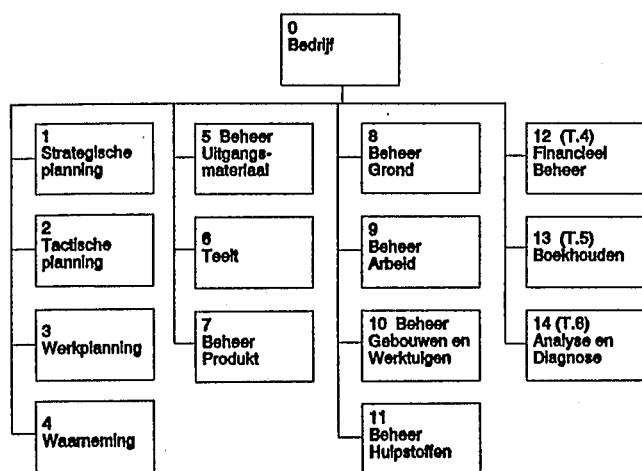 0
Bedrijf
1
Strategische
planning
2
Tactische
planning
3
Werkplanning
4
Waarneming
5 Beheer
Uitgangs-
materiaal
6
Teelt
7
Beheer
Produkt
8
Beheer
Grond
9
Beheer
Arbeid
10 Beheer
Gebouwen en
Werktuigen
11
Beheer
Hulpstoffen
12 (T.4)
Financieel
Beheer
13 (T.5)
Boekhouden
14 (T.6)
Analyse en
Diagnose